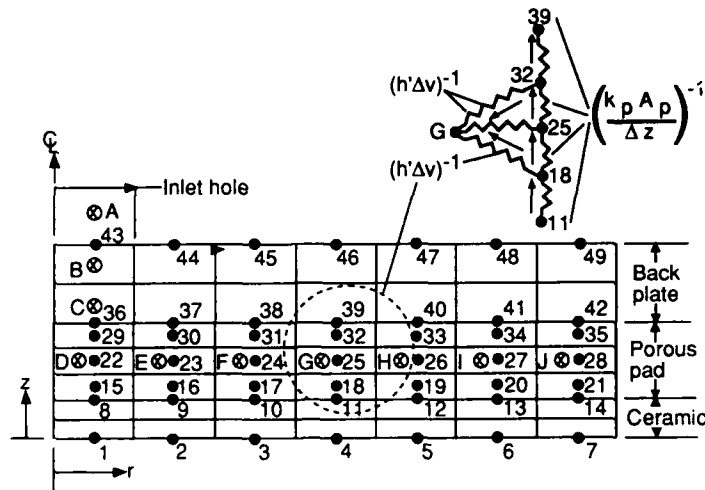 39
32
(h'Δv)⁻¹
G
25
(k_p A_p / Δz)⁻¹
(h'Δv)⁻¹
18
11
℄
Inlet hole
A
43 44 45 46 47 48 49
B
Back plate
C 36 37 38 39 40 41 42
29 30 31 32 33 34 35
D 22 E 23 F 24 G 25 H 26 I 27 J 28
Porous pad
15 16 17 18 19 20 21
z
8 9 10 11 12 13 14
Ceramic
1 2 3 4 5 6 7
r